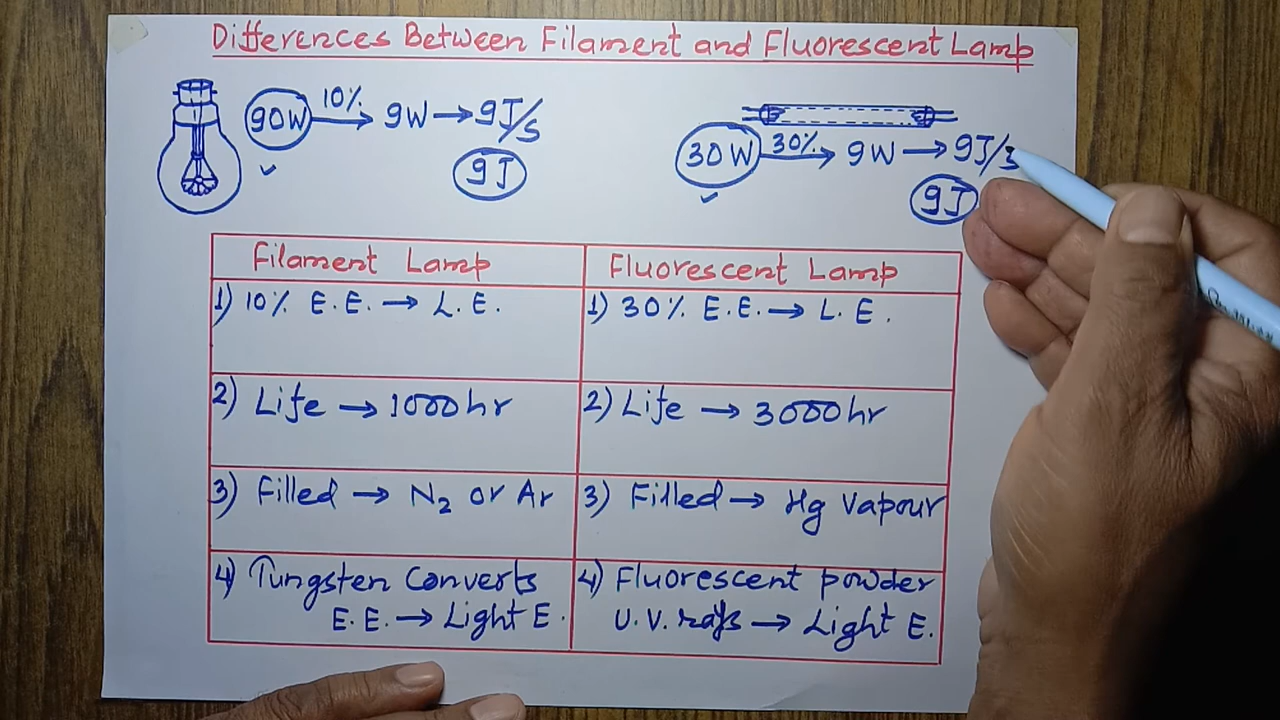 Differences Between Filament and Fluorescent Lamp
90W 10% → 9W → 9J/s
9J
30W 30% → 9W → 9J/s
9J
Filament Lamp
Fluorescent Lamp
1) 10% E.E. → L.E.
1) 30% E.E. → L.E.
2) Life → 1000hr
2) Life → 3000hr
3) Filled → N₂ or Ar
3) Filled → Hg Vapour
4) Tungsten Converts
E.E. → Light E.
4) Fluorescent powder
U.V. rays → Light E.